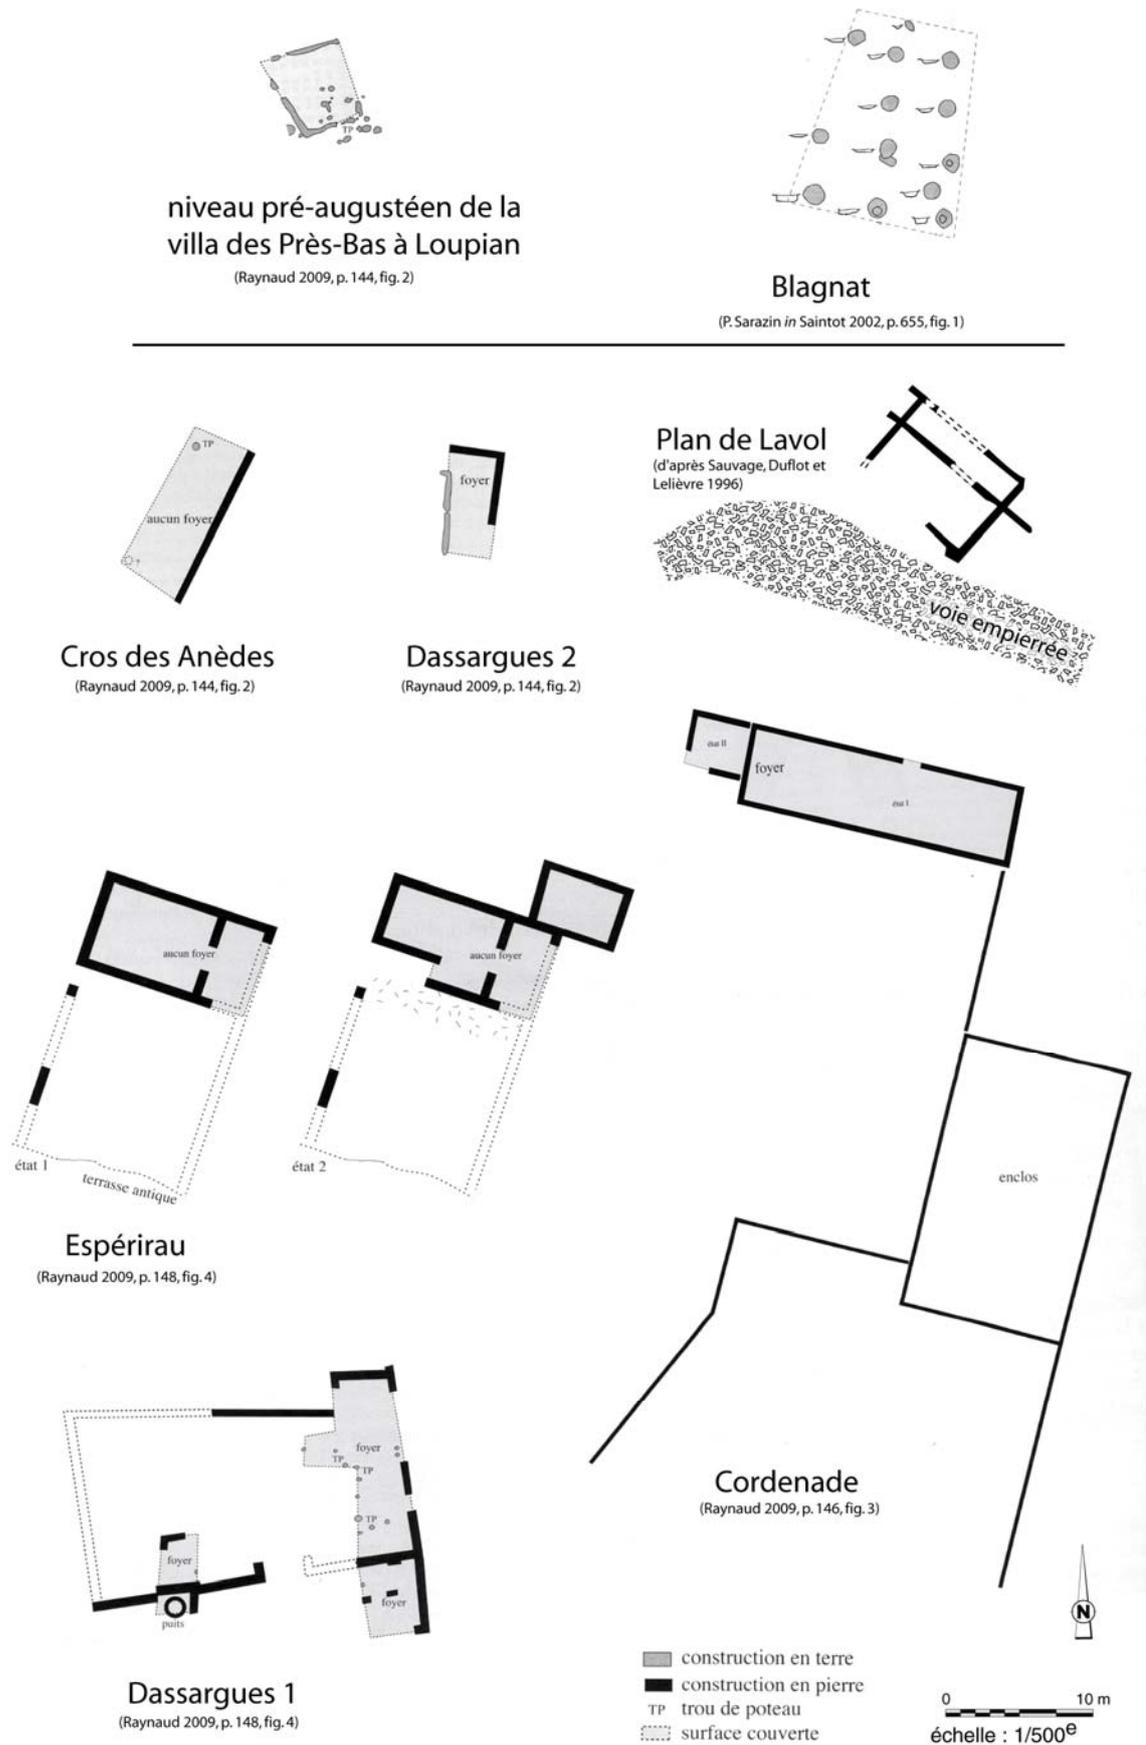 TP
niveau pré-augustéen de la
villa des Près-Bas à Loupian
(Raynaud 2009, p. 144, fig. 2)
Blagnat
(P. Sarazin in Saintot 2002, p. 655, fig. 1)
TP
aucun foyer
?
Cros des Anèdes
(Raynaud 2009, p. 144, fig. 2)
foyer
Dassargues 2
(Raynaud 2009, p. 144, fig. 2)
Plan de Lavol
(d'après Sauvage, Duflot et
Lelièvre 1996)
voie empierrée
état II
foyer
état I
enclos
Cordenade
(Raynaud 2009, p. 146, fig. 3)
aucun foyer
état 1
terrasse antique
aucun foyer
état 2
Espérirau
(Raynaud 2009, p. 148, fig. 4)
foyer
TP
TP
TP
foyer
puits
foyer
Dassargues 1
(Raynaud 2009, p. 148, fig. 4)
N
construction en terre
construction en pierre
TP trou de poteau
surface couverte
0 10 m
échelle : 1/500e